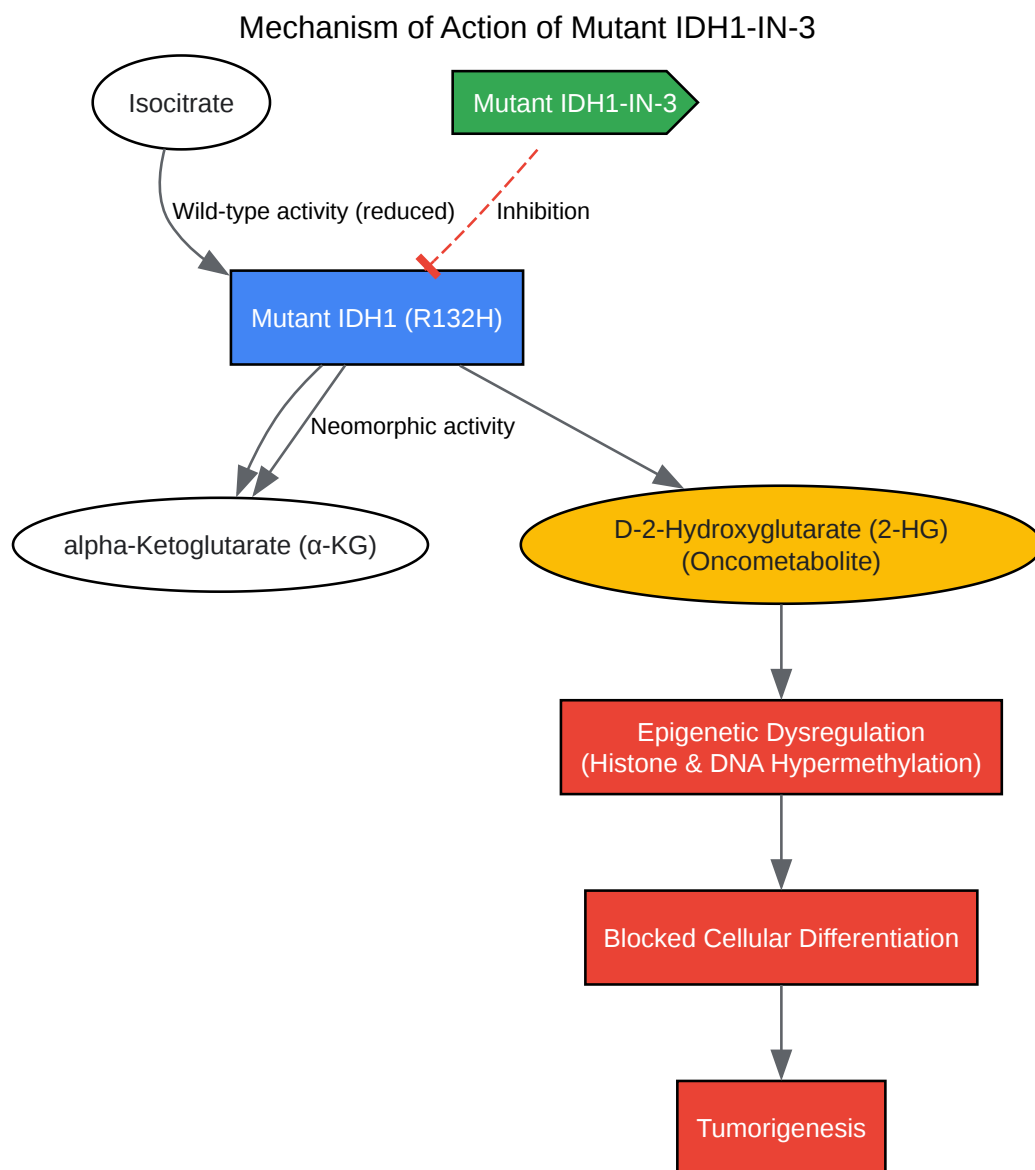 Mechanism of Action of Mutant IDH1-IN-3
Isocitrate
Mutant IDH1-IN-3
Wild-type activity (reduced)
Inhibition
Mutant IDH1 (R132H)
Neomorphic activity
alpha-Ketoglutarate (α-KG)
D-2-Hydroxyglutarate (2-HG)
(Oncometabolite)
Epigenetic Dysregulation
(Histone & DNA Hypermethylation)
Blocked Cellular Differentiation
Tumorigenesis